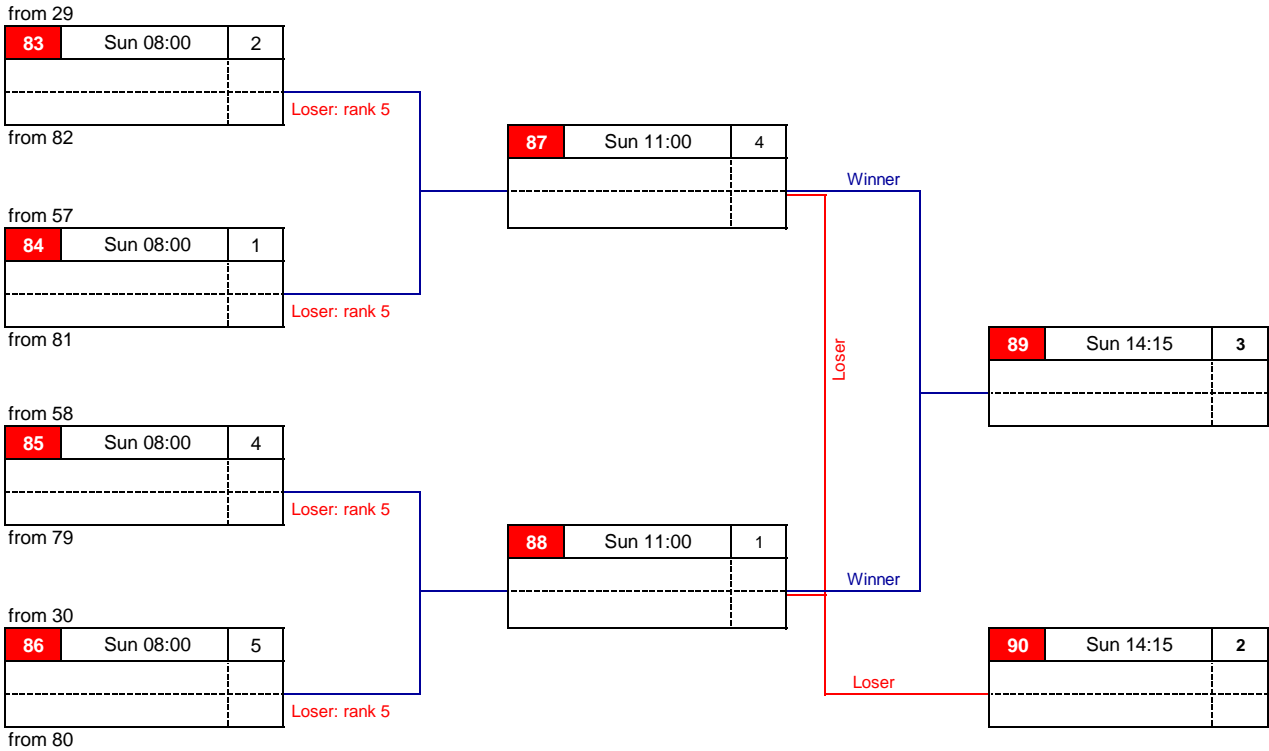 from 29
83 Sun 08:00 2
Loser: rank 5
from 82
87 Sun 11:00 4
Winner
from 57
84 Sun 08:00 1
Loser: rank 5
from 81
Loser
89 Sun 14:15 3
from 58
85 Sun 08:00 4
Loser: rank 5
from 79
88 Sun 11:00 1
Winner
from 30
86 Sun 08:00 5
90 Sun 14:15 2
Loser
Loser: rank 5
from 80